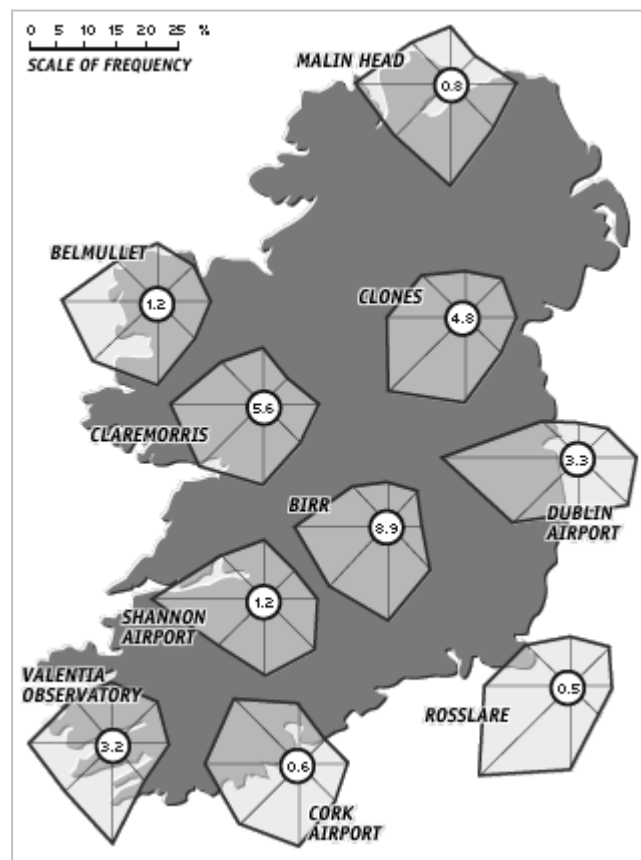 0 5 10 15 20 25 %
SCALE OF FREQUENCY
MALIN HEAD
0.8
BELMULLET
1.2
CLONES
4.8
CLAREMORRIS
5.6
3.3
DUBLIN
AIRPORT
BIRR
8.9
SHANNON
AIRPORT
1.2
VALENTIA
OBSERVATORY
3.2
ROSSLARE
0.5
0.6
CORK
AIRPORT